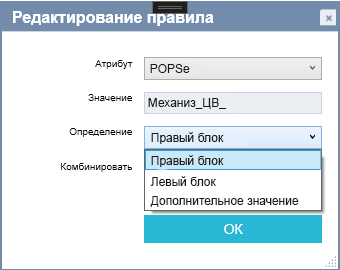 Редактирование правила
Атрибут POPSe
Значение Механиз_ЦВ_
Определение Правый блок
Комбинировать Правый блок
Левый блок
Дополнительное значение
OK